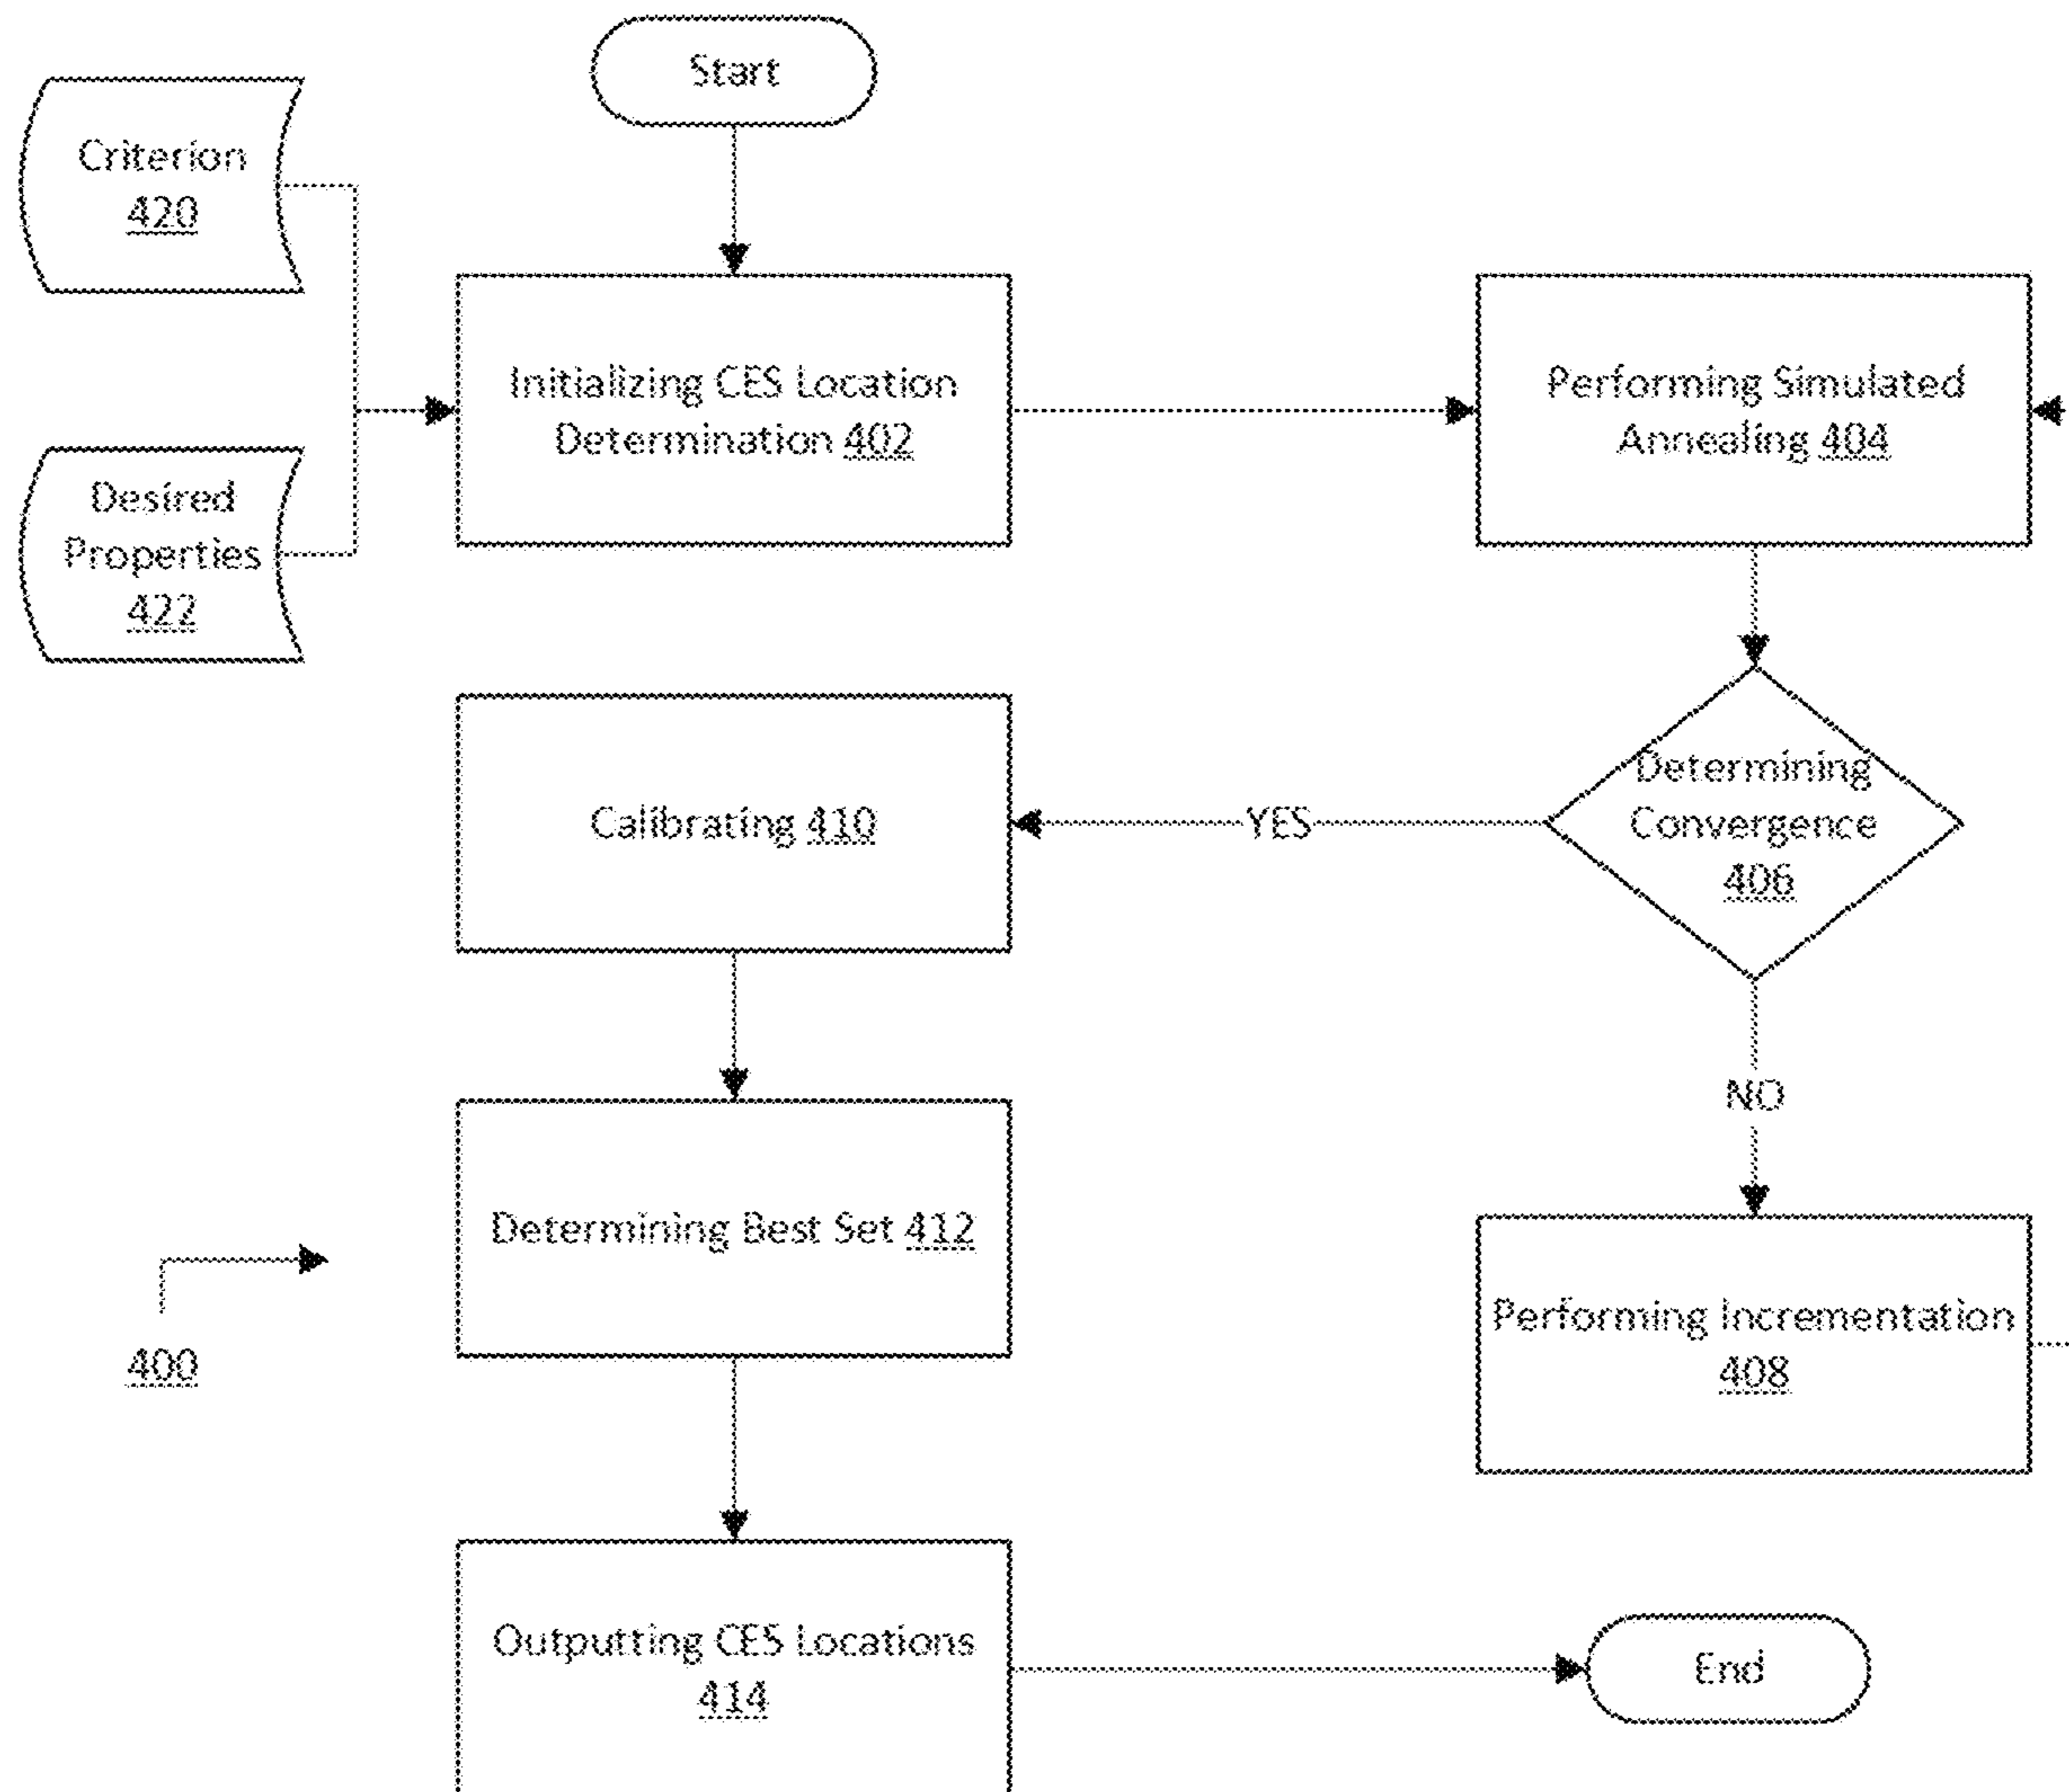 Start
Criterion
420
Initializing CES Location
Determination 402
Performing Simulated
Annealing 404
Desired
Properties
422
Calibrating 410
YES
Determining
Convergence
406
NO
Determining Best Set 412
Performing Incrementation
408
400
Outputting CES Locations
414
End